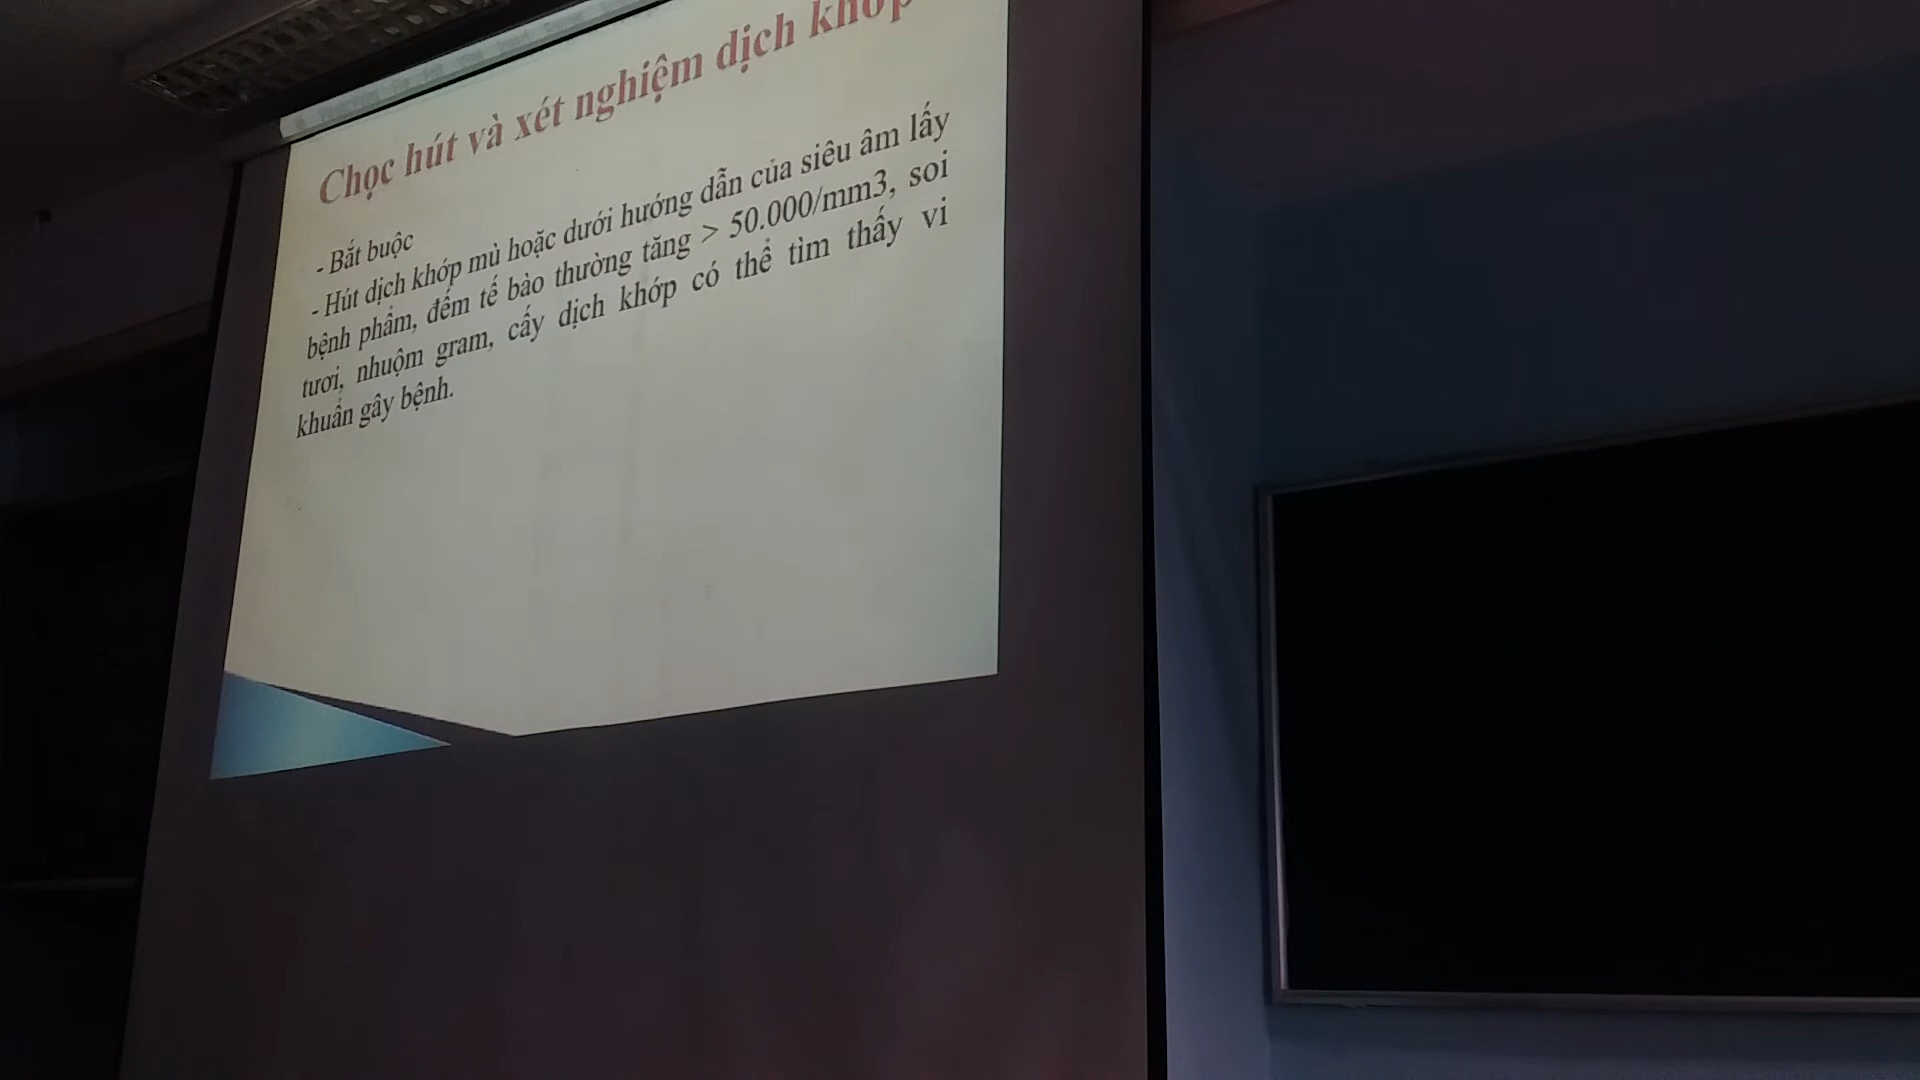 Chọc hút và xét nghiệm dịch khớp
- Bắt buộc
- Hút dịch khớp mù hoặc dưới hướng dẫn của siêu âm lấy
bệnh phẩm, đếm tế bào thường tăng > 50.000/mm3, soi
tươi, nhuộm gram, cấy dịch khớp có thể tìm thấy vi
khuẩn gây bệnh.